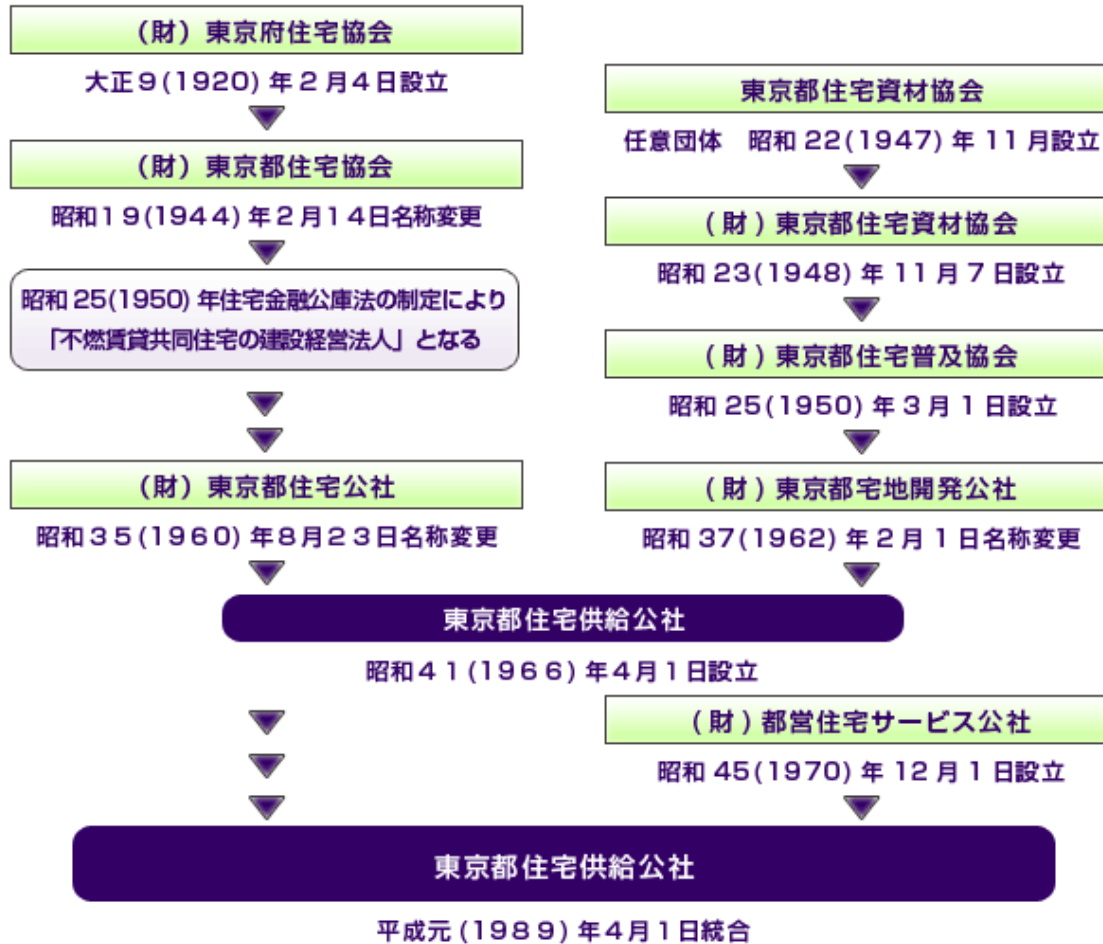 （財）東京府住宅協会
大正９(1920) 年２月４日設立
（財）東京都住宅協会
昭和１９(1944) 年２月１４日名称変更
昭和 25(1950) 年住宅金融公庫法の制定により
「不燃賃貸共同住宅の建設経営法人」となる
（財）東京都住宅公社
昭和３５(1960) 年８月２３日名称変更
東京都住宅資材協会
任意団体　昭和 22(1947) 年 11 月設立
( 財 ) 東京都住宅資材協会
昭和 23(1948) 年 11 月 7 日設立
( 財 ) 東京都住宅普及協会
昭和 25(1950) 年 3 月 1 日設立
( 財 ) 東京都宅地開発公社
昭和 37(1962) 年 2 月 1 日名称変更
東京都住宅供給公社
昭和４１(1９６６) 年４月１日設立
( 財 ) 都営住宅サービス公社
昭和 45(1970) 年 12 月 1 日設立
東京都住宅供給公社
平成元 (1９８９) 年４月１日統合